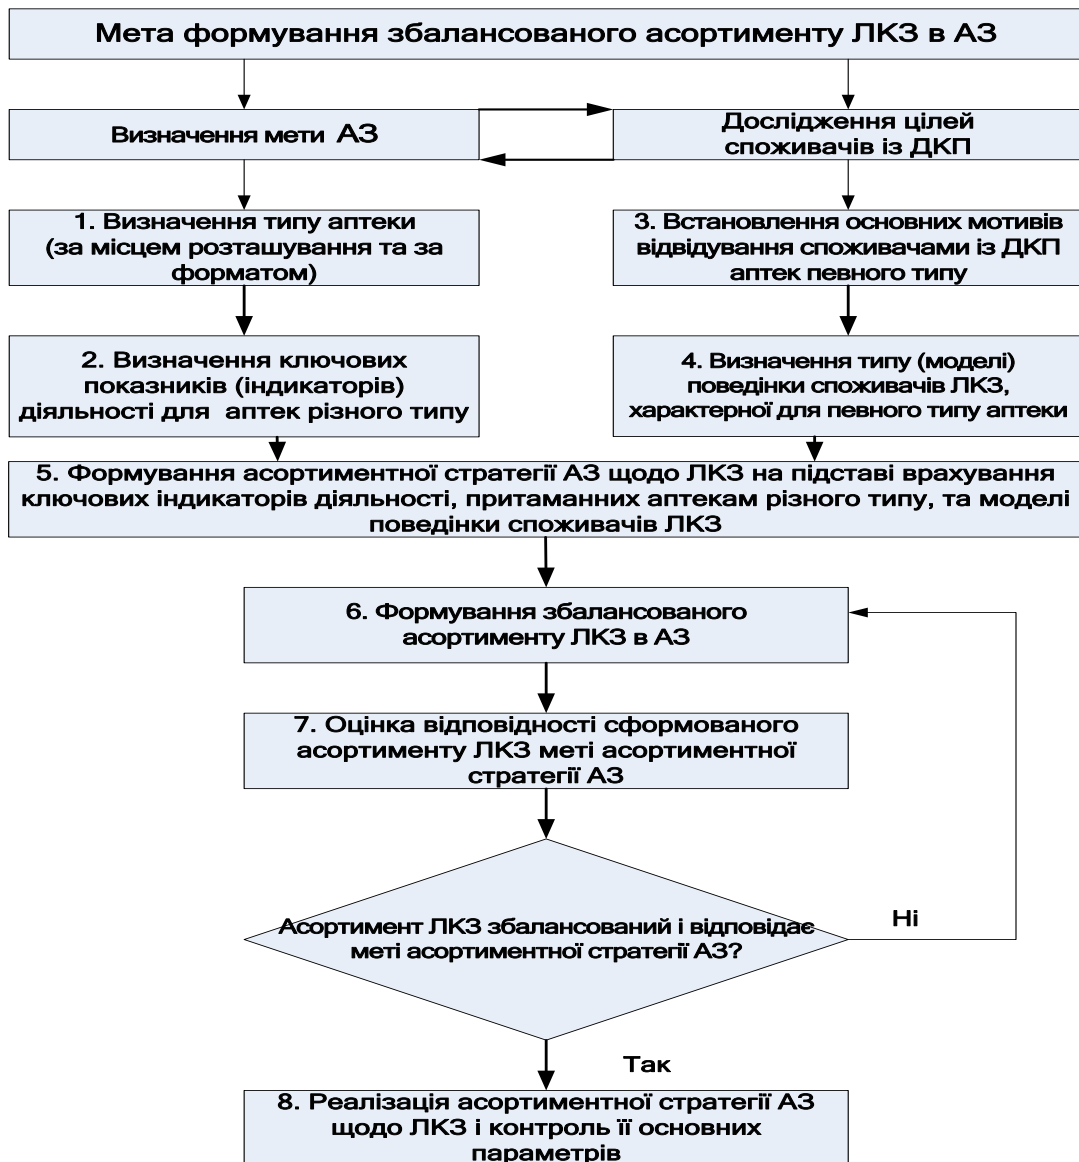 Мета формування збалансованого асортименту ЛКЗ в АЗ
Визначення мети АЗ
Дослідження цілей
споживачів із ДКП
1. Визначення типу аптеки
(за місцем розташування та за
форматом)
3. Встановлення основних мотивів
відвідування споживачами із ДКП
аптек певного типу
2. Визначення ключових
показників (індикаторів)
діяльності для аптек різного типу
4. Визначення типу (моделі)
поведінки споживачів ЛКЗ,
характерної для певного типу аптеки
5. Формування асортиментної стратегії АЗ щодо ЛКЗ на підставі врахування
ключових індикаторів діяльності, притаманних аптекам різного типу, та моделі
поведінки споживачів ЛКЗ
6. Формування збалансованого
асортименту ЛКЗ в АЗ
7. Оцінка відповідності сформованого
асортименту ЛКЗ меті асортиментної
стратегії АЗ
Асортимент ЛКЗ збалансований і відповідає
меті асортиментної стратегії АЗ?
Ні
Так
8. Реалізація асортиментної стратегії АЗ
щодо ЛКЗ і контроль її основних
параметрів